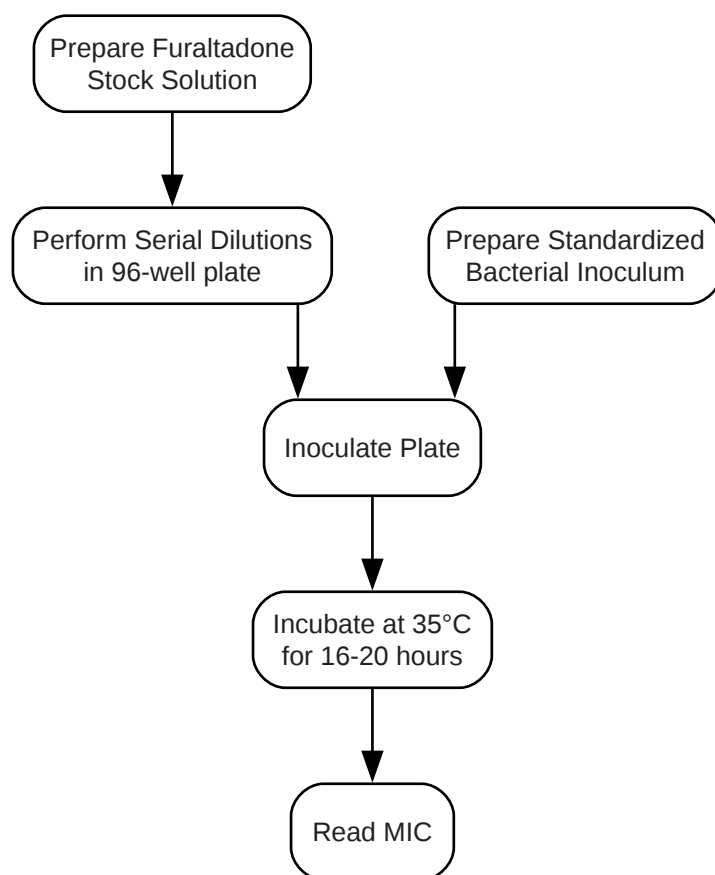 Prepare Furaltadone
Stock Solution
Perform Serial Dilutions
in 96-well plate
Prepare Standardized
Bacterial Inoculum
Inoculate Plate
Incubate at 35°C
for 16-20 hours
Read MIC